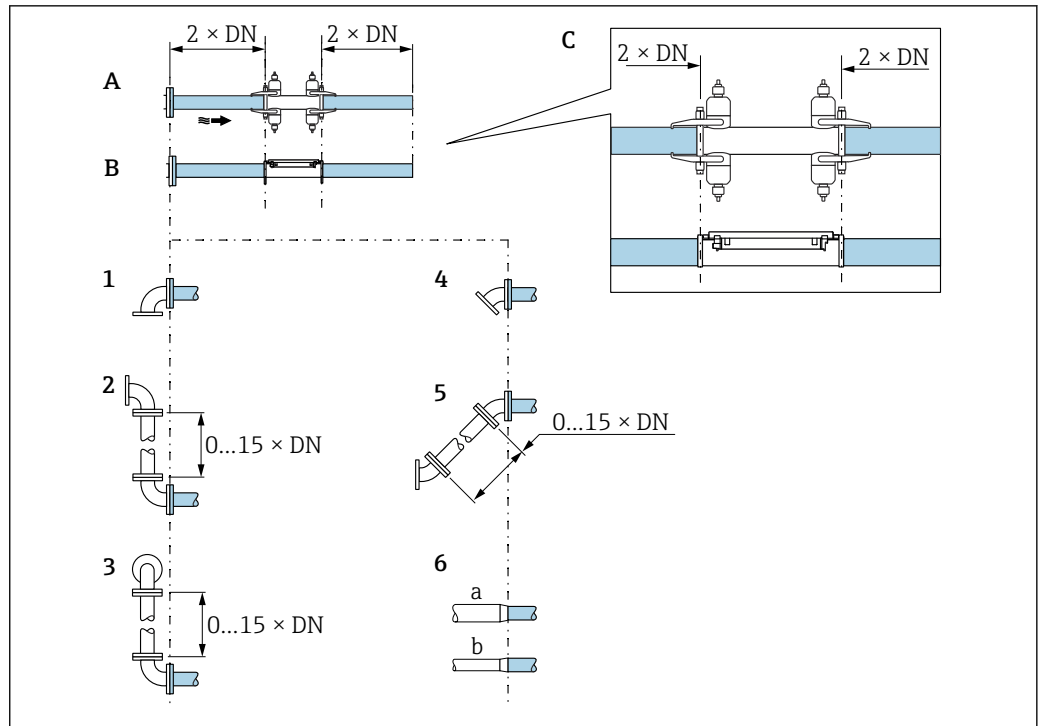 2 × DN 2 × DN
A
B
C
2 × DN 2 × DN
1
4
2
0...15 × DN
5
0...15 × DN
3
0...15 × DN
6
a
b